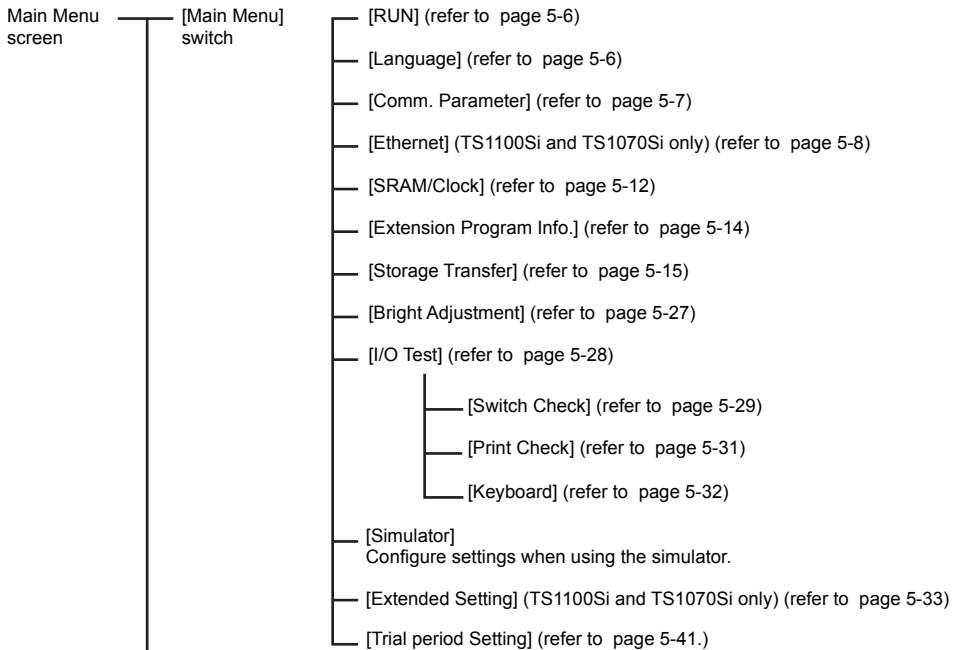 Main Menu screen
[Main Menu] switch
[RUN] (refer to page 5-6)
[Language] (refer to page 5-6)
[Comm. Parameter] (refer to page 5-7)
[Ethernet] (TS1100Si and TS1070Si only) (refer to page 5-8)
[SRAM/Clock] (refer to page 5-12)
[Extension Program Info.] (refer to page 5-14)
[Storage Transfer] (refer to page 5-15)
[Bright Adjustment] (refer to page 5-27)
[I/O Test] (refer to page 5-28)
[Switch Check] (refer to page 5-29)
[Print Check] (refer to page 5-31)
[Keyboard] (refer to page 5-32)
[Simulator]
Configure settings when using the simulator.
[Extended Setting] (TS1100Si and TS1070Si only) (refer to page 5-33)
[Trial period Setting] (refer to page 5-41.)